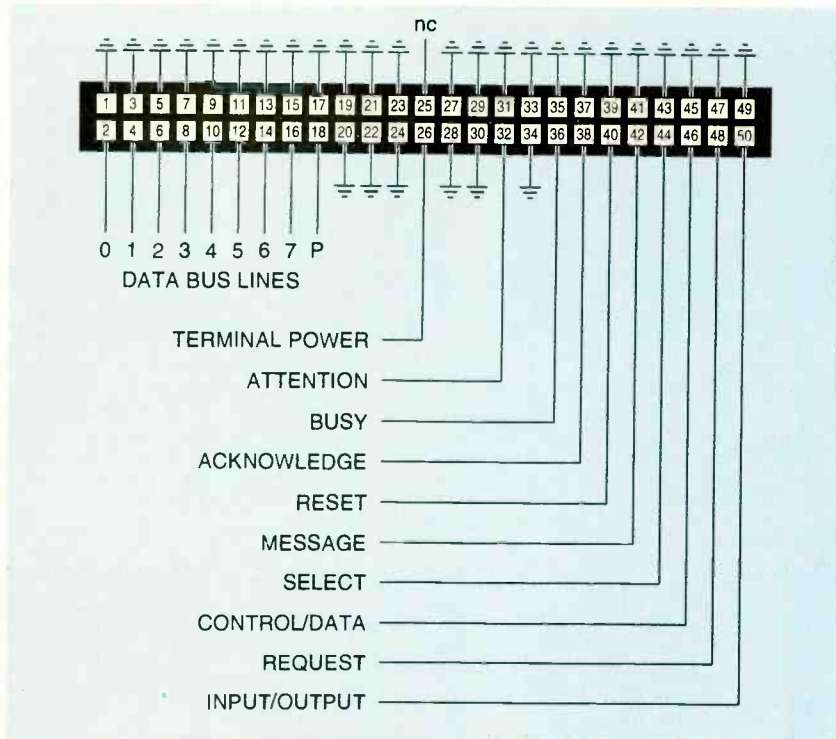 nc
1 3 5 7 9 11 13 15 17 19 21 23 25 27 29 31 33 35 37 39 41 43 45 47 49
2 4 6 8 10 12 14 16 18 20 22 24 26 28 30 32 34 36 38 40 42 44 46 48 50
0 1 2 3 4 5 6 7 P
DATA BUS LINES
TERMINAL POWER
ATTENTION
BUSY
ACKNOWLEDGE
RESET
MESSAGE
SELECT
CONTROL/DATA
REQUEST
INPUT/OUTPUT